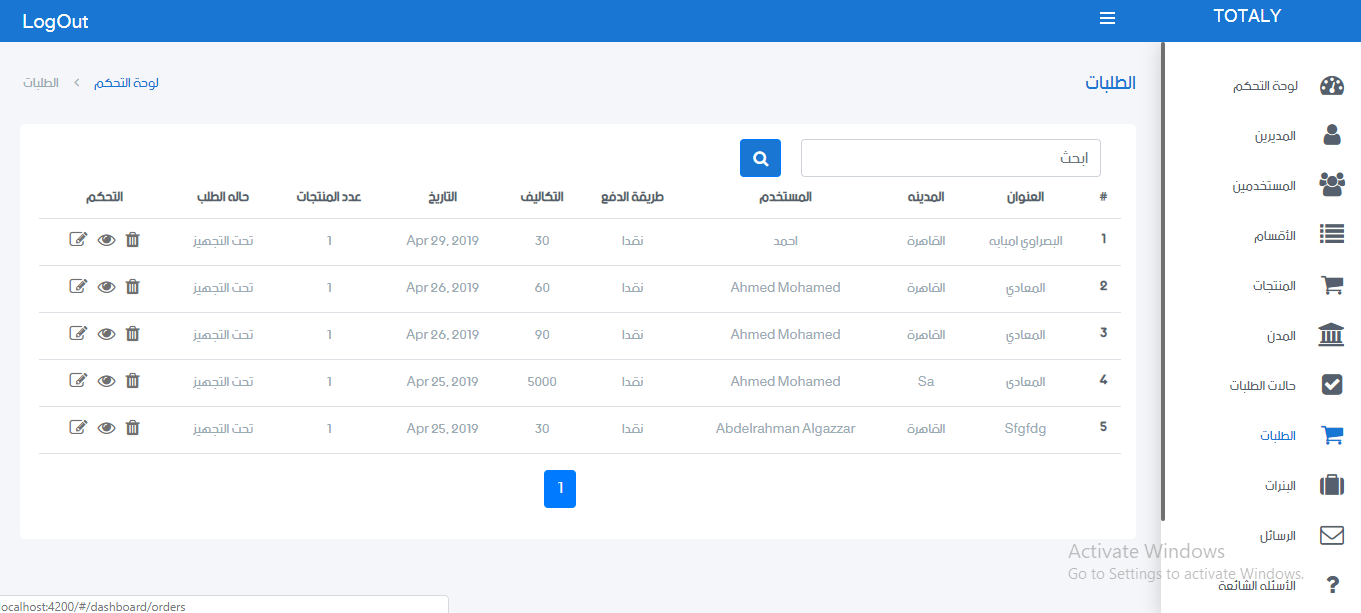 TOTALY
LogOut
لوحة التحكم
المديرين
المستخدمين
الأقسام
المنتجات
المدن
حالات الطلبات
الطلبات
البنرات
الرسائل
الأسئله الشائعة
الطلبات
لوحة التحكم > الطلبات
ابحث
# العنوان المدينه المستخدم طريقة الدفع التكاليف التاريخ عدد المنتجات حاله الطلب التحكم
1 البصراوي امبابه القاهرة احمد نقدا 30 Apr 29, 2019 1 تحت التجهيز
2 المعادي القاهرة Ahmed Mohamed نقدا 60 Apr 26, 2019 1 تحت التجهيز
3 المعادي القاهرة Ahmed Mohamed نقدا 90 Apr 26, 2019 1 تحت التجهيز
4 المعادي Sa Ahmed Mohamed نقدا 5000 Apr 25, 2019 1 تحت التجهيز
5 Sfgfdg القاهرة Abdelrahman Algazzar نقدا 30 Apr 25, 2019 1 تحت التجهيز
1
Activate Windows
Go to Settings to activate Windows.
ocalhost:4200/#/dashboard/orders